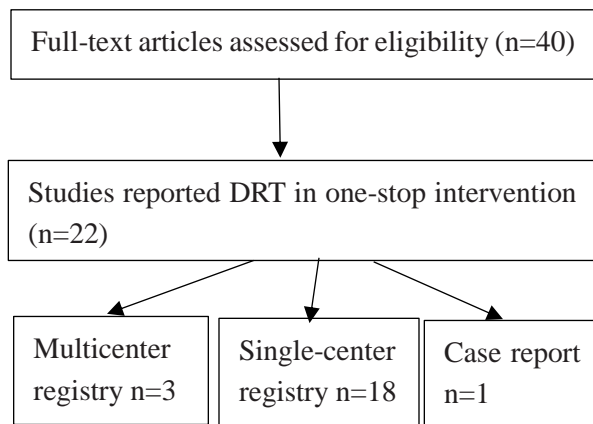 Full-text articles assessed for eligibility (n=40)
Studies reported DRT in one-stop intervention
(n=22)
Multicenter
registry n=3
Single-center
registry n=18
Case report
n=1